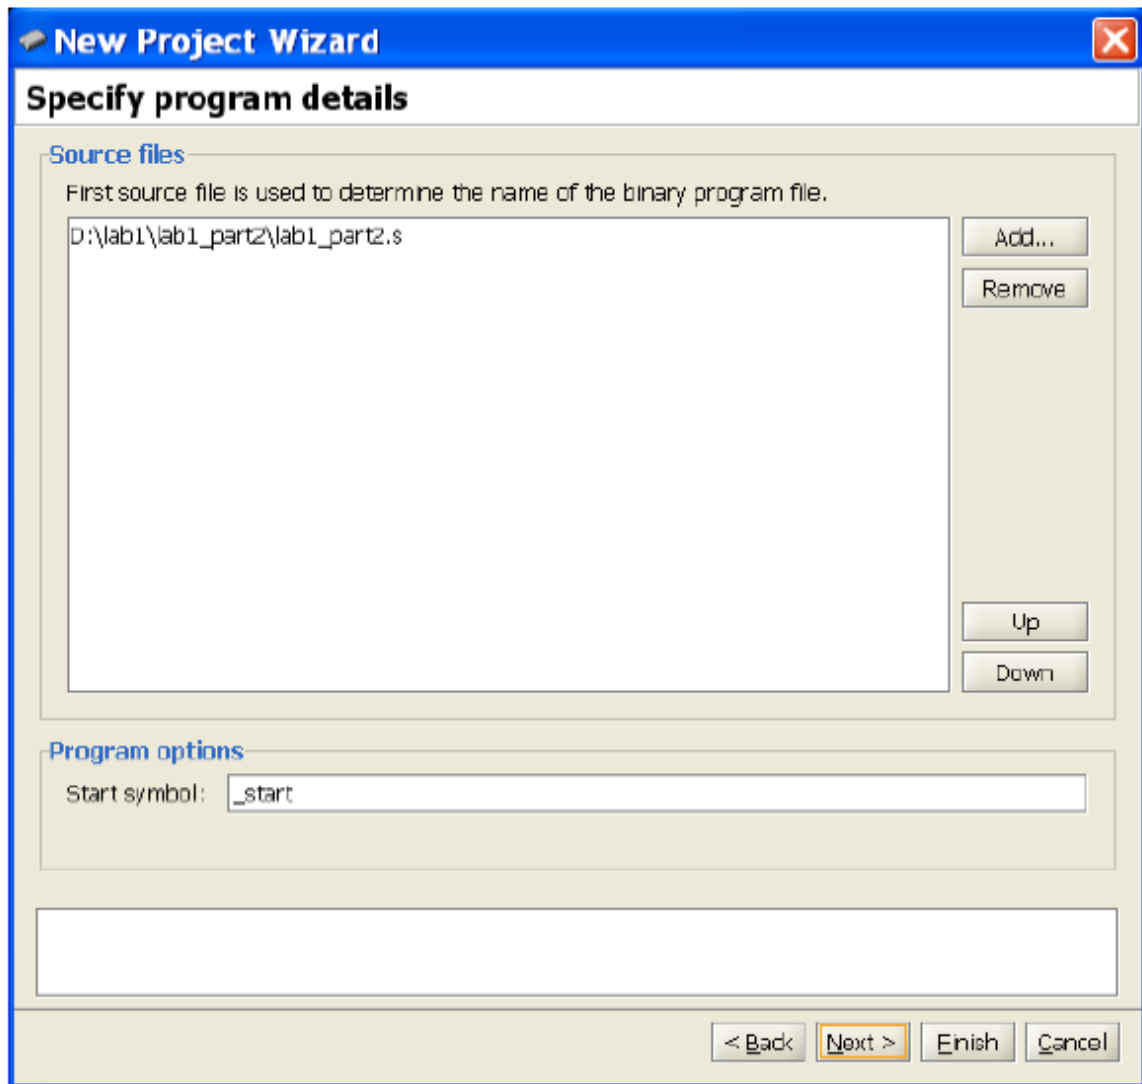 New Project Wizard
Specify program details
Source files
First source file is used to determine the name of the binary program file.
D:\lab1\lab1_part2\lab1_part2.s
Add...
Remove
Up
Down
Program options
Start symbol: _start
< Back Next > Finish Cancel